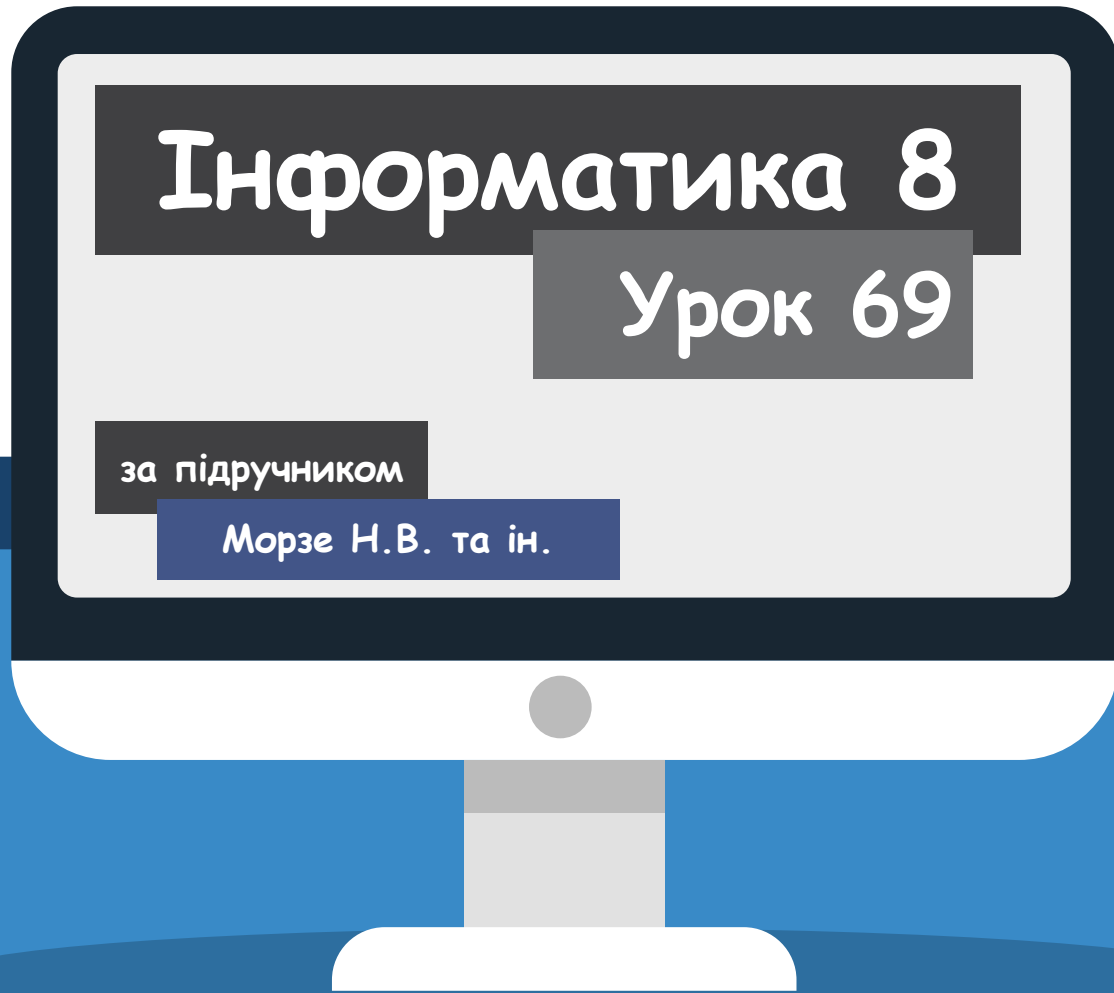 Інформатика 8
Урок 69
за підручником
Морзе Н.В. та ін.